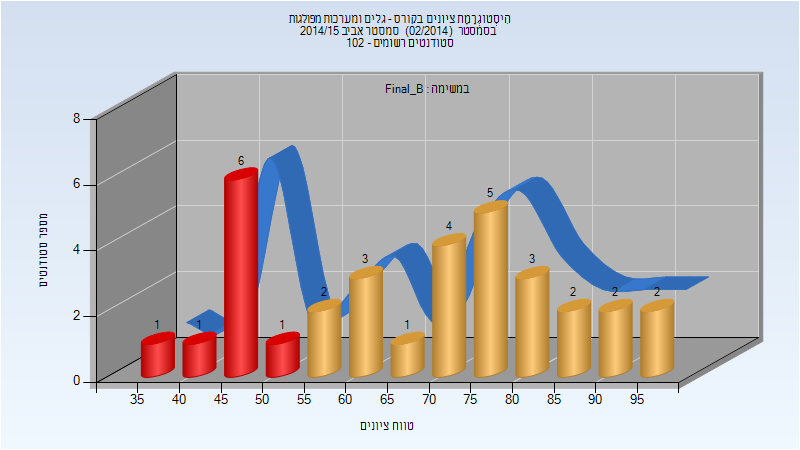 היסטוגרמת ציונים בקורס - גלים ומערכות מפולגות
בסמסטר (02/2014) סמסטר אביב 2014/15
סטודנטים רשומים - 102
במשימה : Final_B
מספר סטודנטים
8
6
4
2
0
1
1
6
1
2
3
1
4
5
3
2
2
2
35 40 45 50 55 60 65 70 75 80 85 90 95
טווח ציונים